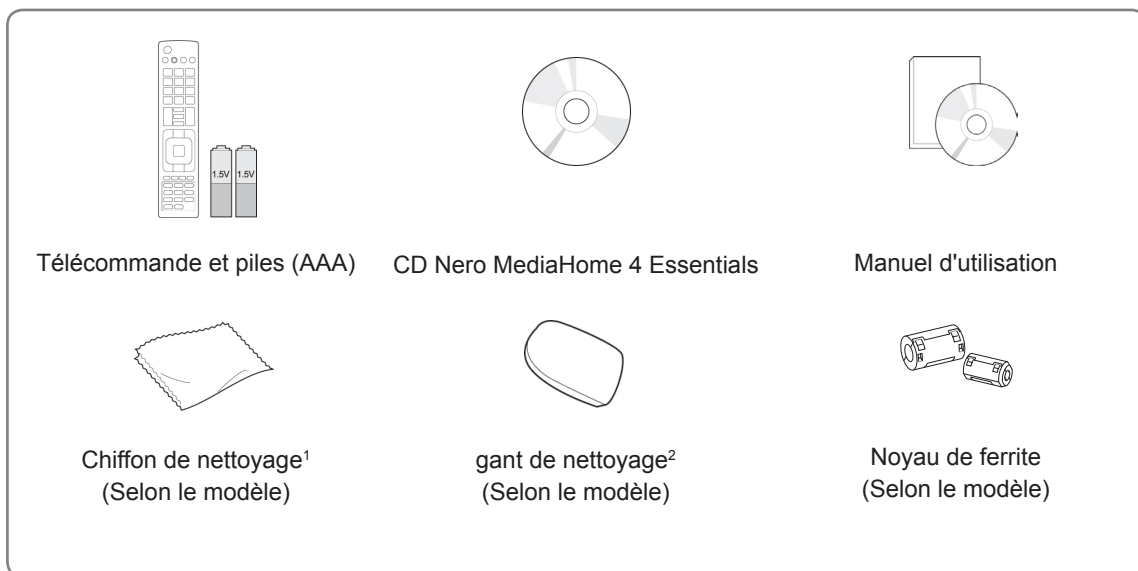 1.5V 1.5V
Télécommande et piles (AAA)
CD Nero MediaHome 4 Essentials
Manuel d'utilisation
Chiffon de nettoyage¹
(Selon le modèle)
gant de nettoyage²
(Selon le modèle)
Noyau de ferrite
(Selon le modèle)